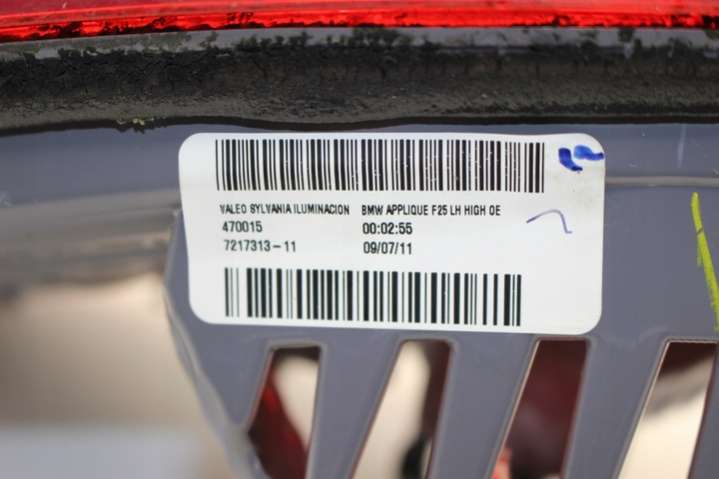 VALEO SYLVANIA ILUMINACION BMW APPLIQUE F25 LH HIGH OE
470015 00:02:55
7217313-11 09/07/11